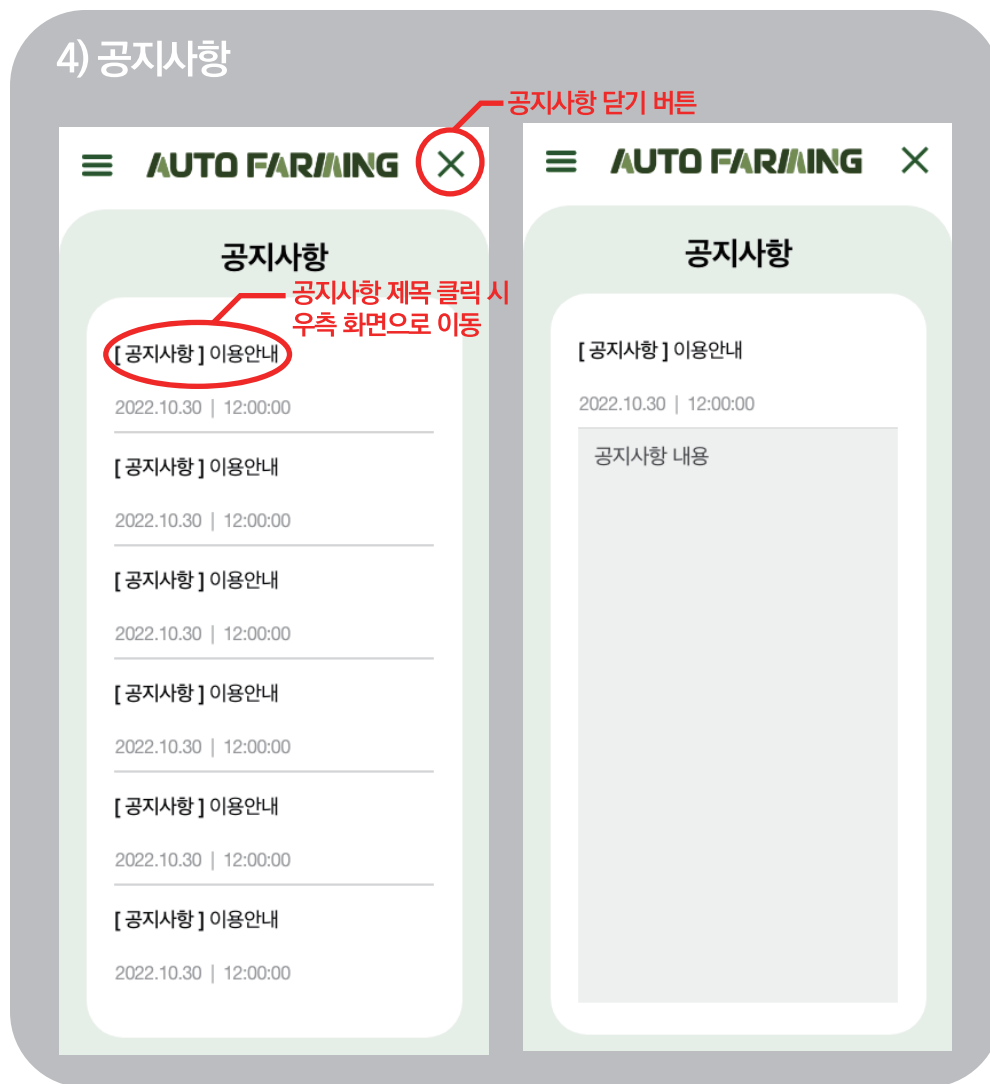 4) 공지사항
공지사항 닫기 버튼
AUTO FARMING
공지사항
공지사항 제목 클릭 시
우측 화면으로 이동
[ 공지사항 ] 이용안내
2022.10.30 | 12:00:00
[ 공지사항 ] 이용안내
2022.10.30 | 12:00:00
[ 공지사항 ] 이용안내
2022.10.30 | 12:00:00
[ 공지사항 ] 이용안내
2022.10.30 | 12:00:00
[ 공지사항 ] 이용안내
2022.10.30 | 12:00:00
[ 공지사항 ] 이용안내
2022.10.30 | 12:00:00
AUTO FARMING
공지사항
[ 공지사항 ] 이용안내
2022.10.30 | 12:00:00
공지사항 내용